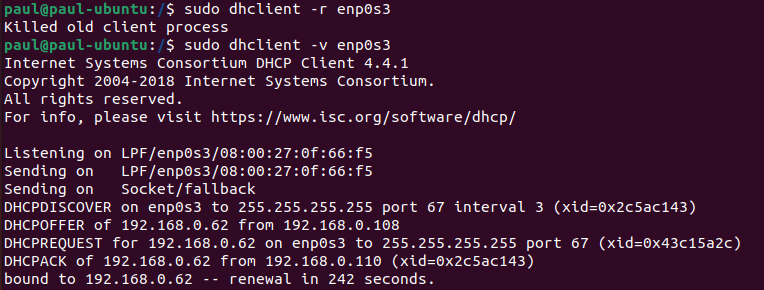 paul@paul-ubuntu:/$ sudo dhclient -r enp0s3
Killed old client process
paul@paul-ubuntu:/$ sudo dhclient -v enp0s3
Internet Systems Consortium DHCP Client 4.4.1
Copyright 2004-2018 Internet Systems Consortium.
All rights reserved.
For info, please visit https://www.isc.org/software/dhcp/

Listening on LPF/enp0s3/08:00:27:0f:66:f5
Sending on   LPF/enp0s3/08:00:27:0f:66:f5
Sending on   Socket/fallback
DHCPDISCOVER on enp0s3 to 255.255.255.255 port 67 interval 3 (xid=0x2c5ac143)
DHCPOFFER of 192.168.0.62 from 192.168.0.108
DHCPREQUEST for 192.168.0.62 on enp0s3 to 255.255.255.255 port 67 (xid=0x43c15a2c)
DHCPACK of 192.168.0.62 from 192.168.0.110 (xid=0x2c5ac143)
bound to 192.168.0.62 -- renewal in 242 seconds.